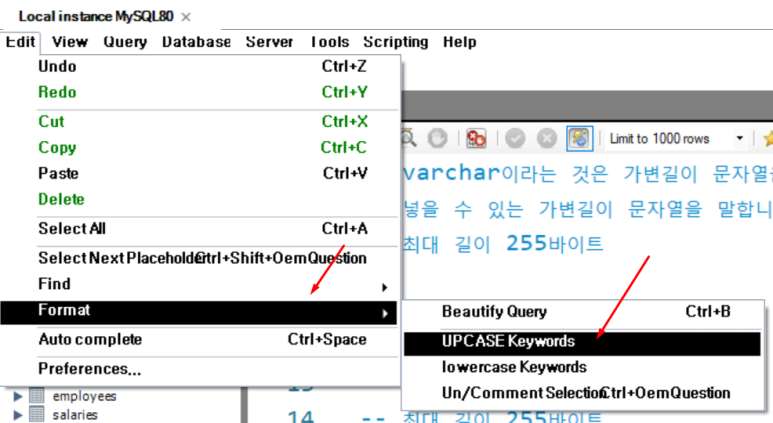 Local instance MySQL80 ×
Edit View Query Database Server Tools Scripting Help
Undo Ctrl+Z
Redo Ctrl+Y
Cut Ctrl+X
Copy Ctrl+C
Paste Ctrl+V
Delete
Select All Ctrl+A
Select Next Placeholder Ctrl+Shift+OemQuestion
Find
Format
Auto complete Ctrl+Space
Preferences...
Limit to 1000 rows
varchar이라는 것은 가변길이 문자열을
넣을 수 있는 가변길이 문자열을 말합니
최대 길이 255바이트
Beautify Query Ctrl+B
UPCASE Keywords
lowercase Keywords
Un/Comment Selection Ctrl+OemQuestion
employees
salaries
14 -- 최대 길이 255바이트